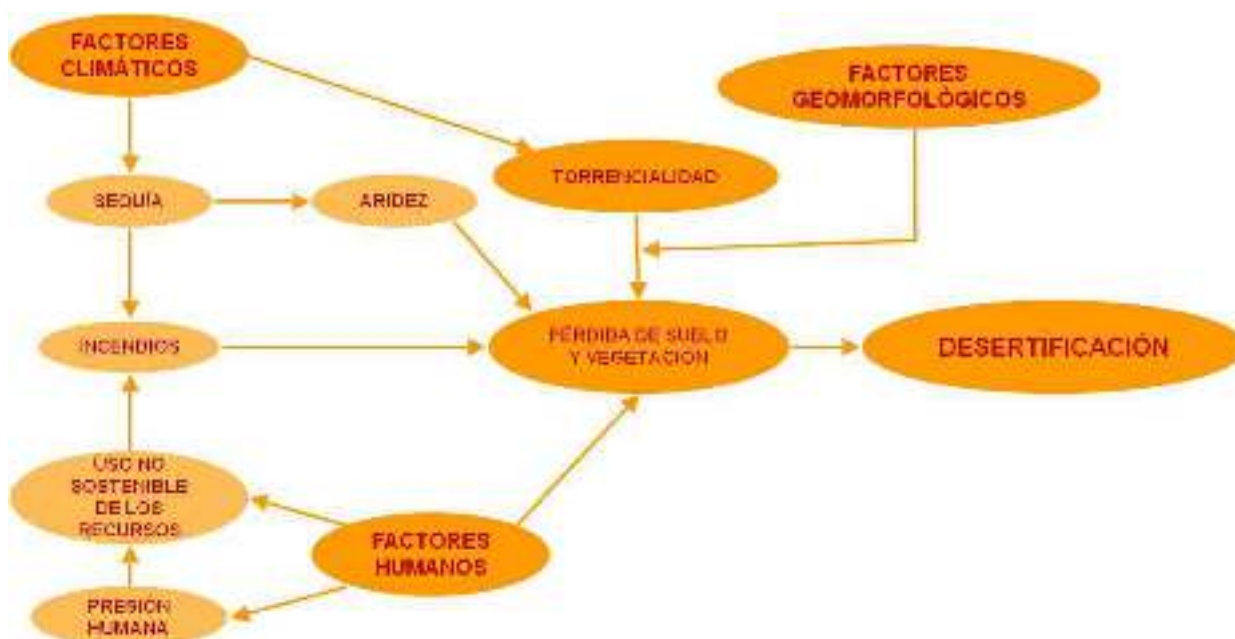 FACTORES
CLIMÁTICOS
FACTORES
GEOMORFOLÓGICOS
TORRENCIALIDAD
SEQUÍA
ARIDEZ
INCENDIOS
PÉRDIDA DE SUELO
Y VEGETACIÓN
DESERTIFICACIÓN
USO NO
SOSTENIBLE
DE LOS
RECURSOS
FACTORES
HUMANOS
PRESIÓN
HUMANA